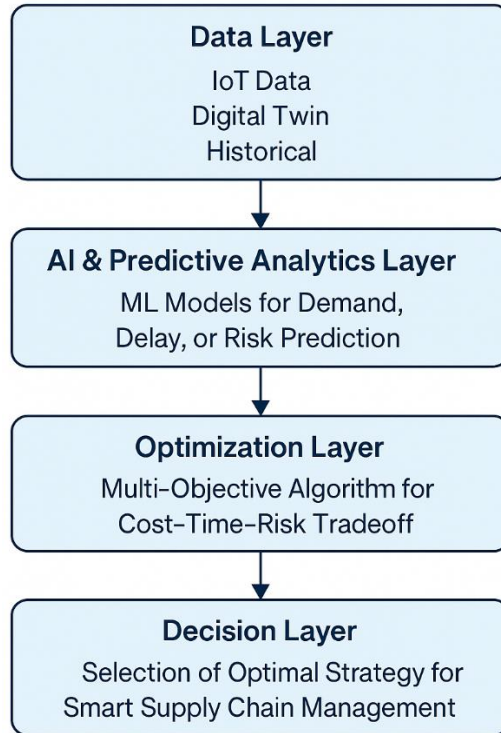 Data Layer
IoT Data
Digital Twin
Historical
AI & Predictive Analytics Layer
ML Models for Demand,
Delay, or Risk Prediction
Optimization Layer
Multi-Objective Algorithm for
Cost-Time-Risk Tradeoff
Decision Layer
Selection of Optimal Strategy for
Smart Supply Chain Management